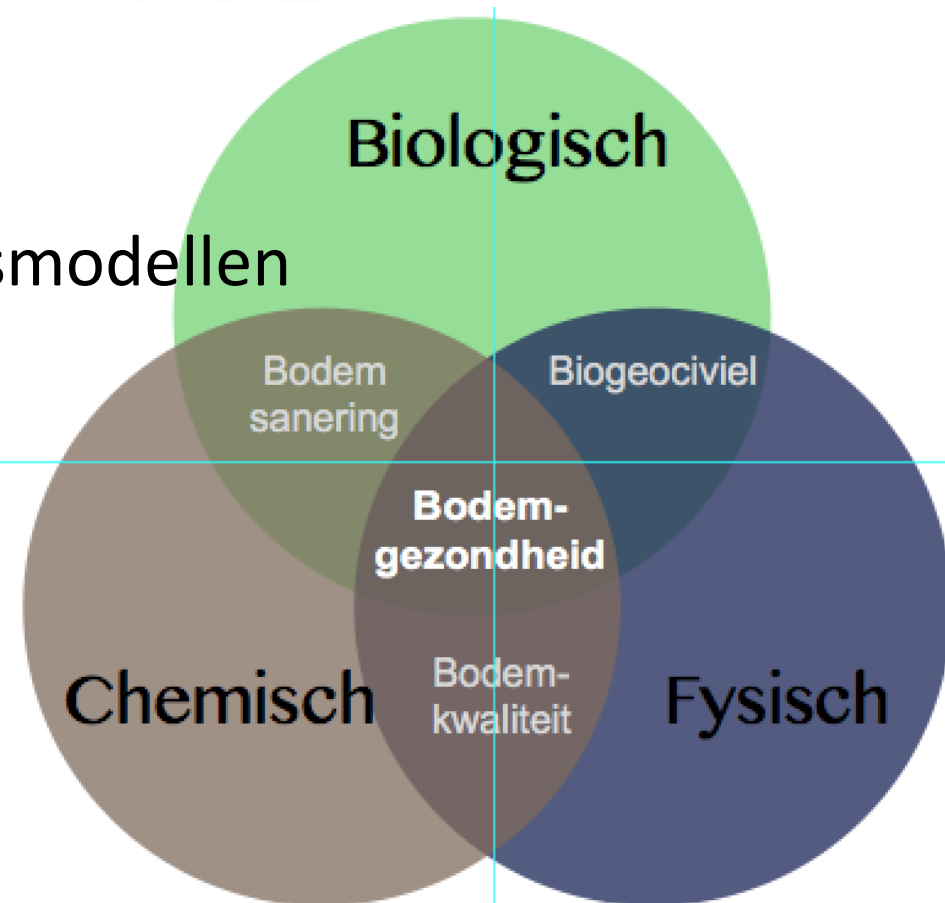 Biologisch
smodellen
Bodem
sanering
Biogeociviel
Bodem-
gezondheid
Chemisch
Bodem-
kwaliteit
Fysisch